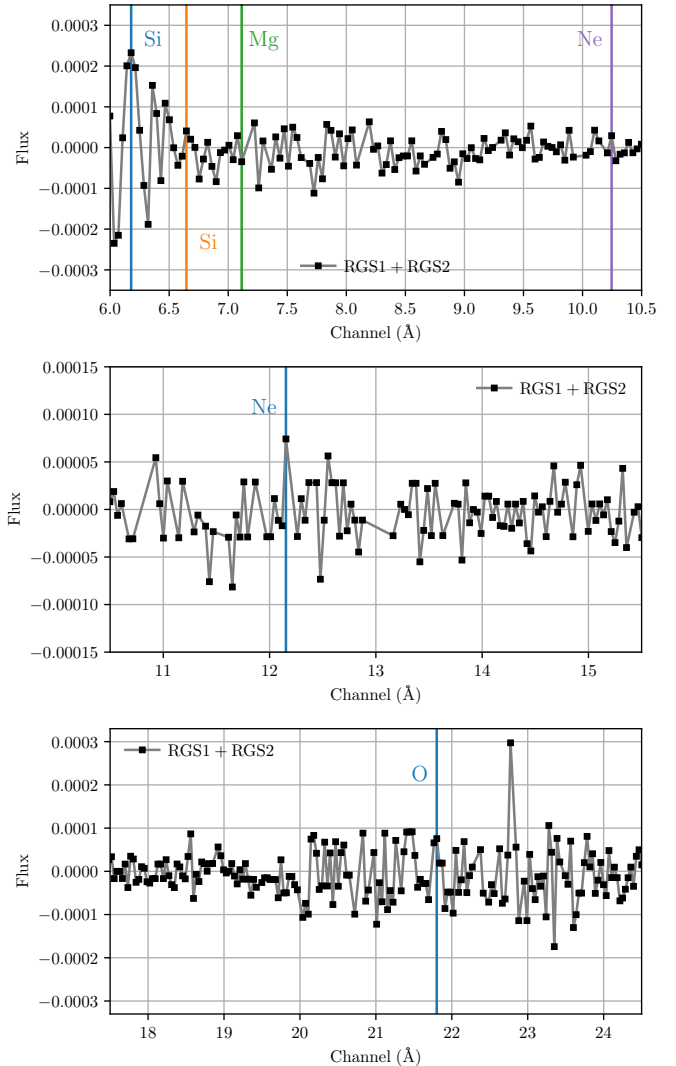 0.0003
0.0002
0.0001
0.0000
−0.0001
−0.0002
−0.0003
Flux
Si
Mg
Ne
Si
RGS1 + RGS2
6.0 6.5 7.0 7.5 8.0 8.5 9.0 9.5 10.0 10.5
Channel (Å)
0.00015
0.00010
0.00005
0.00000
−0.00005
−0.00010
−0.00015
Flux
Ne
RGS1 + RGS2
11 12 13 14 15
Channel (Å)
0.0003
0.0002
0.0001
0.0000
−0.0001
−0.0002
−0.0003
Flux
RGS1 + RGS2
O
18 19 20 21 22 23 24
Channel (Å)